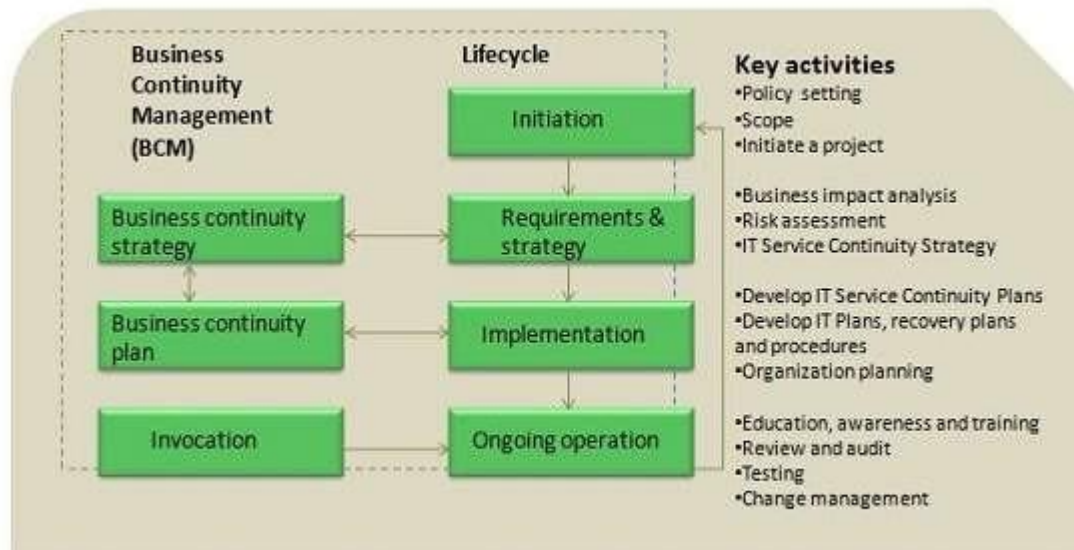 Business
Continuity
Management
(BCM)
Lifecycle
Initiation
Business continuity
strategy
Requirements &
strategy
Business continuity
plan
Implementation
Invocation
Ongoing operation
Key activities
•Policy setting
•Scope
•Initiate a project
•Business impact analysis
•Risk assessment
•IT Service Continuity Strategy
•Develop IT Service Continuity Plans
•Develop IT Plans, recovery plans
and procedures
•Organization planning
•Education, awareness and training
•Review and audit
•Testing
•Change management